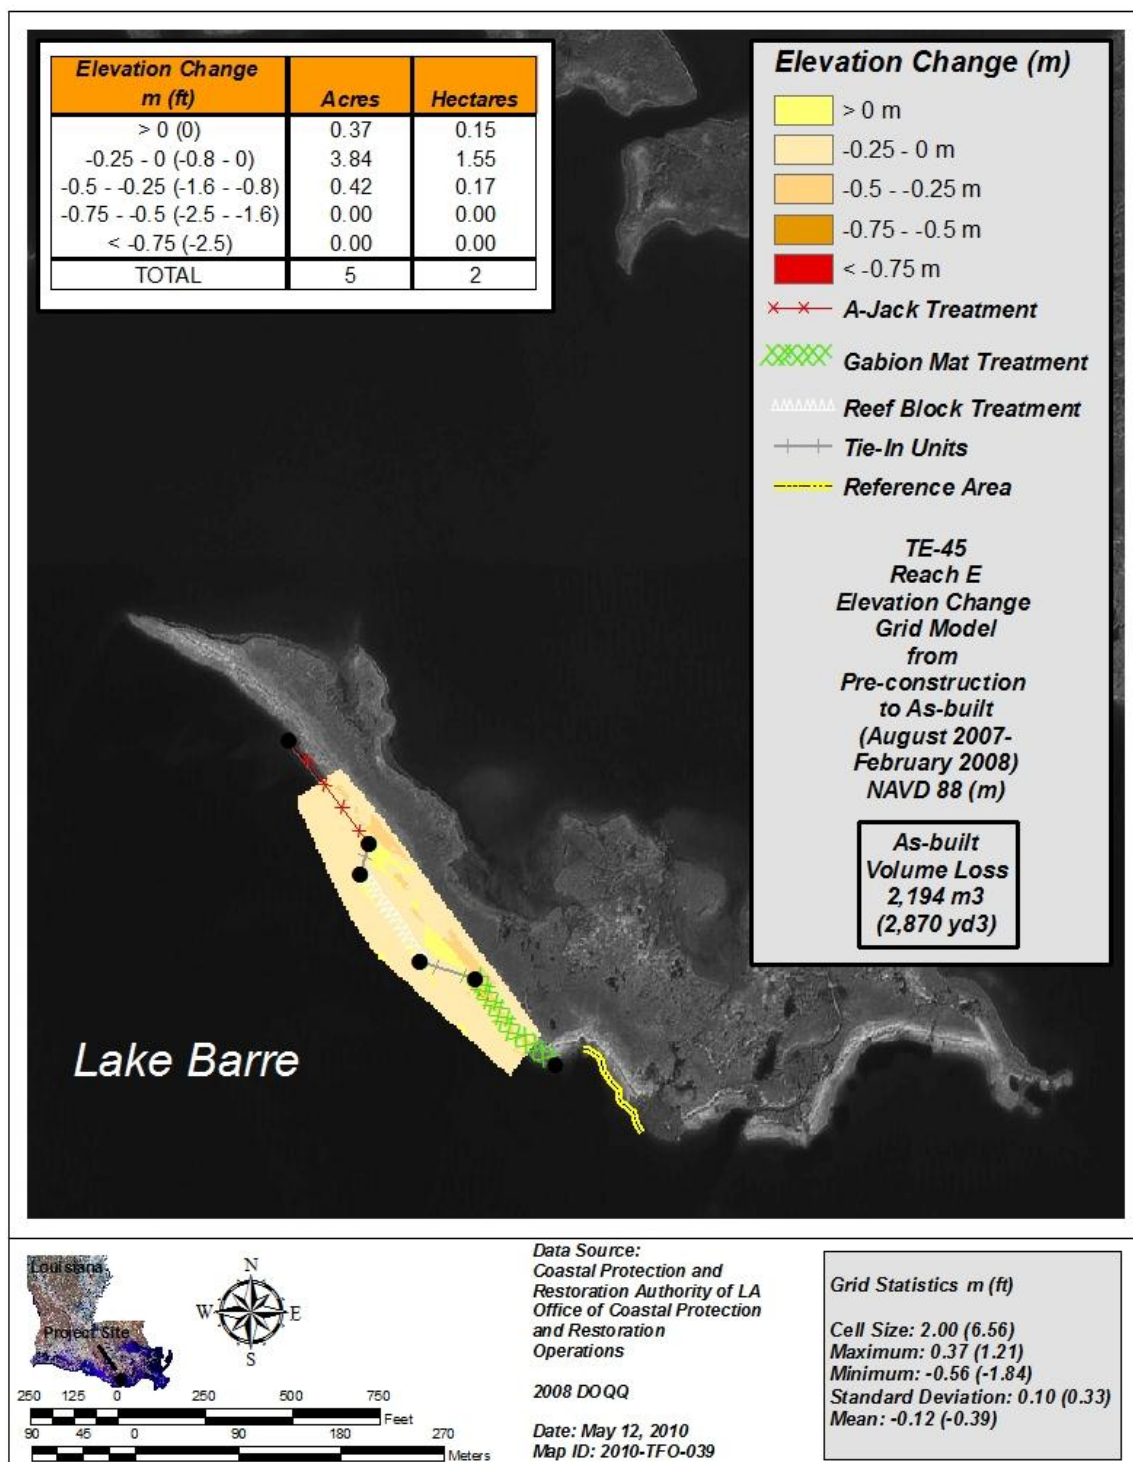 Elevation Change
m (ft) Acres Hectares
> 0 (0) 0.37 0.15
-0.25 - 0 (-0.8 - 0) 3.84 1.55
-0.5 - -0.25 (-1.6 - -0.8) 0.42 0.17
-0.75 - -0.5 (-2.5 - -1.6) 0.00 0.00
< -0.75 (-2.5) 0.00 0.00
TOTAL 5 2
Elevation Change (m)
> 0 m
-0.25 - 0 m
-0.5 - -0.25 m
-0.75 - -0.5 m
< -0.75 m
A-Jack Treatment
Gabion Mat Treatment
Reef Block Treatment
Tie-In Units
Reference Area
TE-45
Reach E
Elevation Change
Grid Model
from
Pre-construction
to As-built
(August 2007-
February 2008)
NAVD 88 (m)
As-built
Volume Loss
2,194 m3
(2,870 yd3)
Lake Barre
Louisiana
Project Site
N
W E
S
250 125 0 250 500 750
Feet
90 45 0 90 180 270
Meters
Data Source:
Coastal Protection and
Restoration Authority of LA
Office of Coastal Protection
and Restoration
Operations
2008 DOQQ
Date: May 12, 2010
Map ID: 2010-TFO-039
Grid Statistics m (ft)
Cell Size: 2.00 (6.56)
Maximum: 0.37 (1.21)
Minimum: -0.56 (-1.84)
Standard Deviation: 0.10 (0.33)
Mean: -0.12 (-0.39)